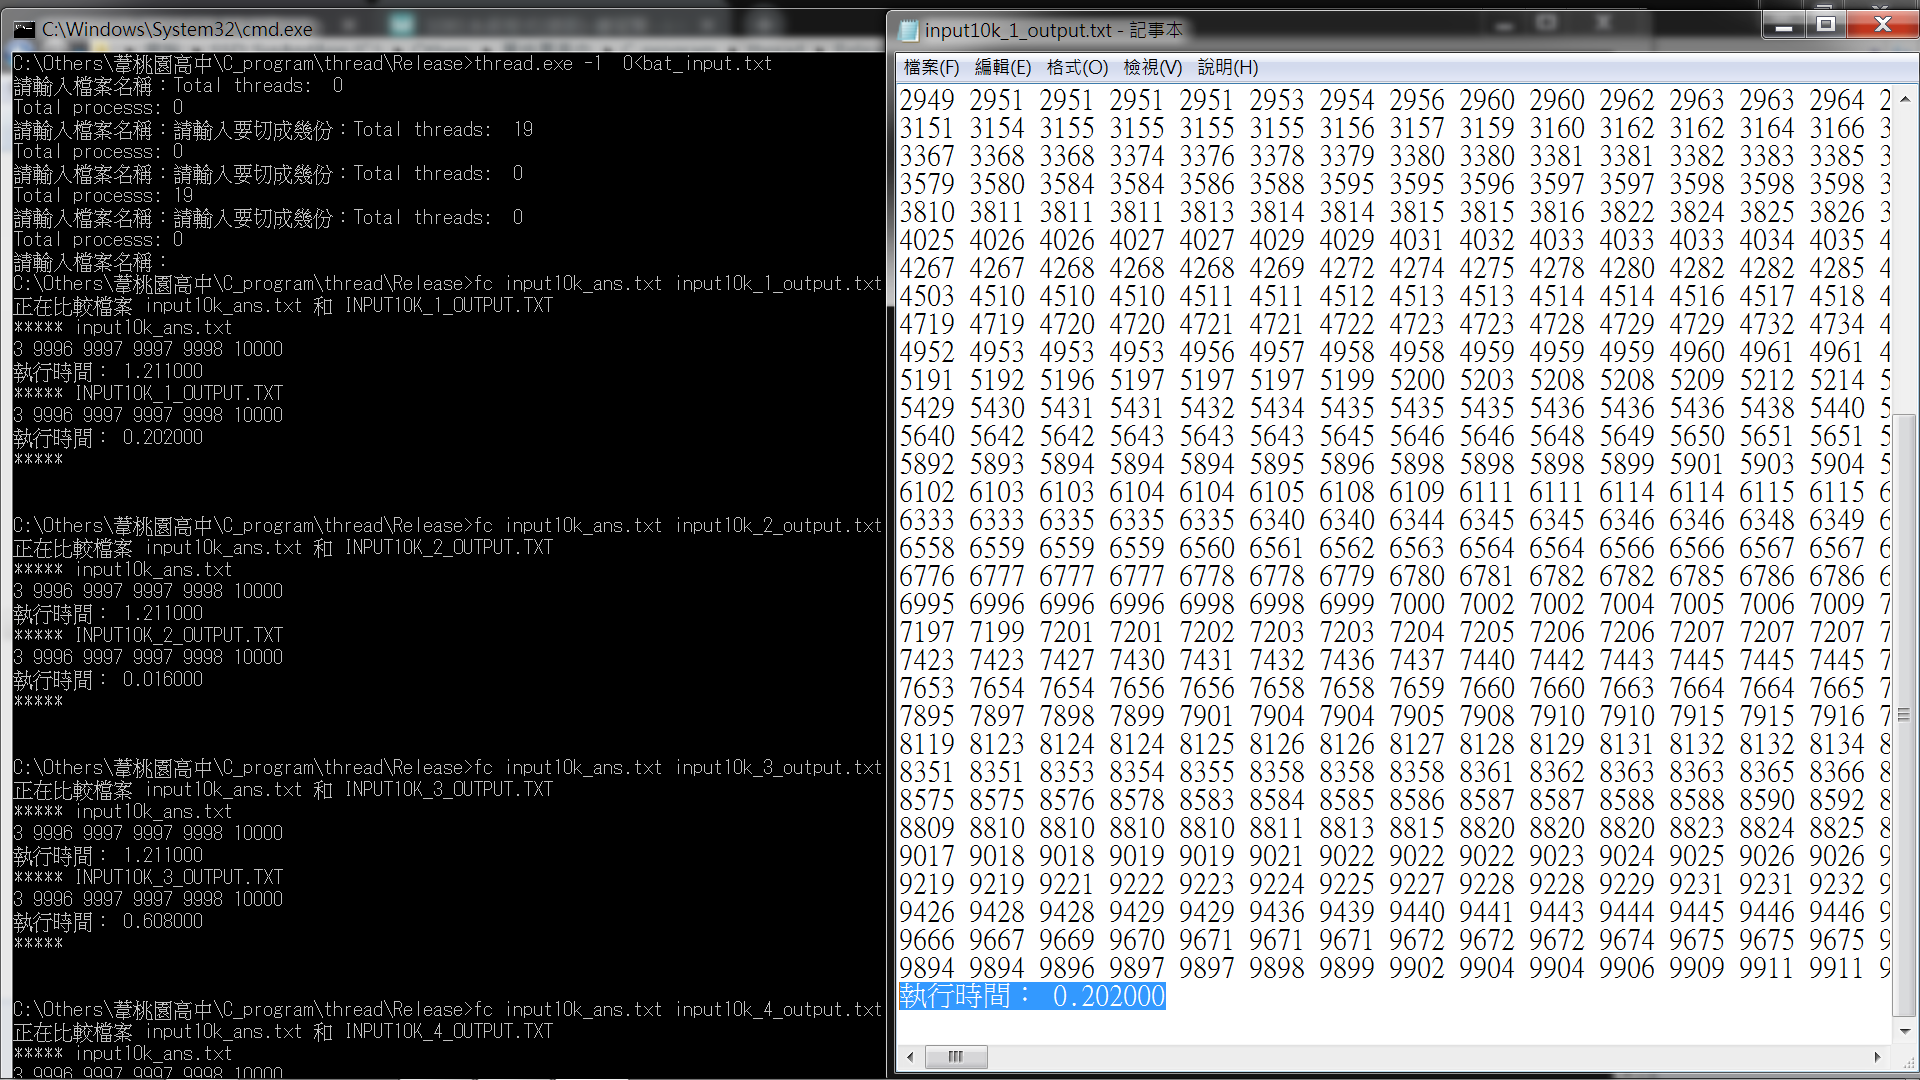 C:\Windows\System32\cmd.exe
C:\Others\葦桃園高中\C_program\thread\Release>thread.exe -1  0<bat_input.txt
請輸入檔案名稱：Total threads:  0
Total processs: 0
請輸入檔案名稱：請輸入要切成幾份：Total threads:  19
Total processs: 0
請輸入檔案名稱：請輸入要切成幾份：Total threads:  0
Total processs: 19
請輸入檔案名稱：請輸入要切成幾份：Total threads:  0
Total processs: 0
請輸入檔案名稱：
C:\Others\葦桃園高中\C_program\thread\Release>fc input10k_ans.txt input10k_1_output.txt
正在比較檔案 input10k_ans.txt 和 INPUT10K_1_OUTPUT.TXT
***** input10k_ans.txt
3 9996 9997 9997 9998 10000
執行時間： 1.211000
***** INPUT10K_1_OUTPUT.TXT
3 9996 9997 9997 9998 10000
執行時間： 0.202000
*****
C:\Others\葦桃園高中\C_program\thread\Release>fc input10k_ans.txt input10k_2_output.txt
正在比較檔案 input10k_ans.txt 和 INPUT10K_2_OUTPUT.TXT
***** input10k_ans.txt
3 9996 9997 9997 9998 10000
執行時間： 1.211000
***** INPUT10K_2_OUTPUT.TXT
3 9996 9997 9997 9998 10000
執行時間： 0.016000
*****
C:\Others\葦桃園高中\C_program\thread\Release>fc input10k_ans.txt input10k_3_output.txt
正在比較檔案 input10k_ans.txt 和 INPUT10K_3_OUTPUT.TXT
***** input10k_ans.txt
3 9996 9997 9997 9998 10000
執行時間： 1.211000
***** INPUT10K_3_OUTPUT.TXT
3 9996 9997 9997 9998 10000
執行時間： 0.608000
*****
C:\Others\葦桃園高中\C_program\thread\Release>fc input10k_ans.txt input10k_4_output.txt
正在比較檔案 input10k_ans.txt 和 INPUT10K_4_OUTPUT.TXT
***** input10k_ans.txt
3 9996 9997 9997 9998 10000
input10k_1_output.txt - 記事本
檔案(F) 編輯(E) 格式(O) 檢視(V) 說明(H)
2949 2951 2951 2951 2951 2953 2954 2956 2960 2960 2962 2963 2963 2964 2
3151 3154 3155 3155 3155 3155 3156 3157 3159 3160 3162 3162 3164 3166 3
3367 3368 3368 3374 3376 3378 3379 3380 3380 3381 3381 3382 3383 3385 3
3579 3580 3584 3584 3586 3588 3595 3595 3596 3597 3597 3598 3598 3598 3
3810 3811 3811 3811 3813 3814 3814 3815 3815 3816 3822 3824 3825 3826 3
4025 4026 4026 4027 4027 4029 4029 4031 4032 4033 4033 4033 4034 4035 4
4267 4267 4268 4268 4268 4269 4272 4274 4275 4278 4280 4282 4282 4285 4
4503 4510 4510 4510 4511 4511 4512 4513 4513 4514 4514 4516 4517 4518 4
4719 4719 4720 4720 4721 4721 4722 4723 4723 4728 4729 4729 4732 4734 4
4952 4953 4953 4953 4956 4957 4958 4958 4959 4959 4959 4960 4961 4961 4
5191 5192 5196 5197 5197 5197 5199 5200 5203 5208 5208 5209 5212 5214 5
5429 5430 5431 5431 5432 5434 5435 5435 5435 5436 5436 5436 5438 5440 5
5640 5642 5642 5643 5643 5643 5645 5646 5646 5648 5649 5650 5651 5651 5
5892 5893 5894 5894 5894 5895 5896 5898 5898 5898 5899 5901 5903 5904 5
6102 6103 6103 6104 6104 6105 6108 6109 6111 6111 6114 6114 6115 6115 6
6333 6333 6335 6335 6335 6340 6340 6344 6345 6345 6346 6346 6348 6349 6
6558 6559 6559 6559 6560 6561 6562 6563 6564 6564 6566 6566 6567 6567 6
6776 6777 6777 6777 6778 6778 6779 6780 6781 6782 6782 6785 6786 6786 6
6995 6996 6996 6996 6998 6998 6999 7000 7002 7002 7004 7005 7006 7009 7
7197 7199 7201 7201 7202 7203 7203 7204 7205 7206 7206 7207 7207 7207 7
7423 7423 7427 7430 7431 7432 7436 7437 7440 7442 7443 7445 7445 7445 7
7653 7654 7654 7656 7656 7658 7658 7659 7660 7660 7663 7664 7664 7665 7
7895 7897 7898 7899 7901 7904 7904 7905 7908 7910 7910 7915 7915 7916 7
8119 8123 8124 8124 8125 8126 8126 8127 8128 8129 8131 8132 8132 8134 8
8351 8351 8353 8354 8355 8358 8358 8358 8361 8362 8363 8363 8365 8366 8
8575 8575 8576 8578 8583 8584 8585 8586 8587 8587 8588 8588 8590 8592 8
8809 8810 8810 8810 8811 8813 8815 8820 8820 8820 8823 8824 8825 8
9017 9018 9018 9019 9019 9021 9022 9022 9022 9023 9024 9025 9026 9026 9
9219 9219 9221 9222 9223 9224 9225 9227 9228 9228 9229 9231 9231 9232 9
9426 9428 9428 9429 9429 9436 9439 9440 9441 9443 9444 9445 9446 9446 9
9666 9667 9669 9670 9671 9671 9671 9672 9672 9672 9674 9675 9675 9675 9
9894 9894 9896 9897 9897 9898 9899 9902 9904 9904 9906 9909 9911 9911 9
執行時間： 0.202000